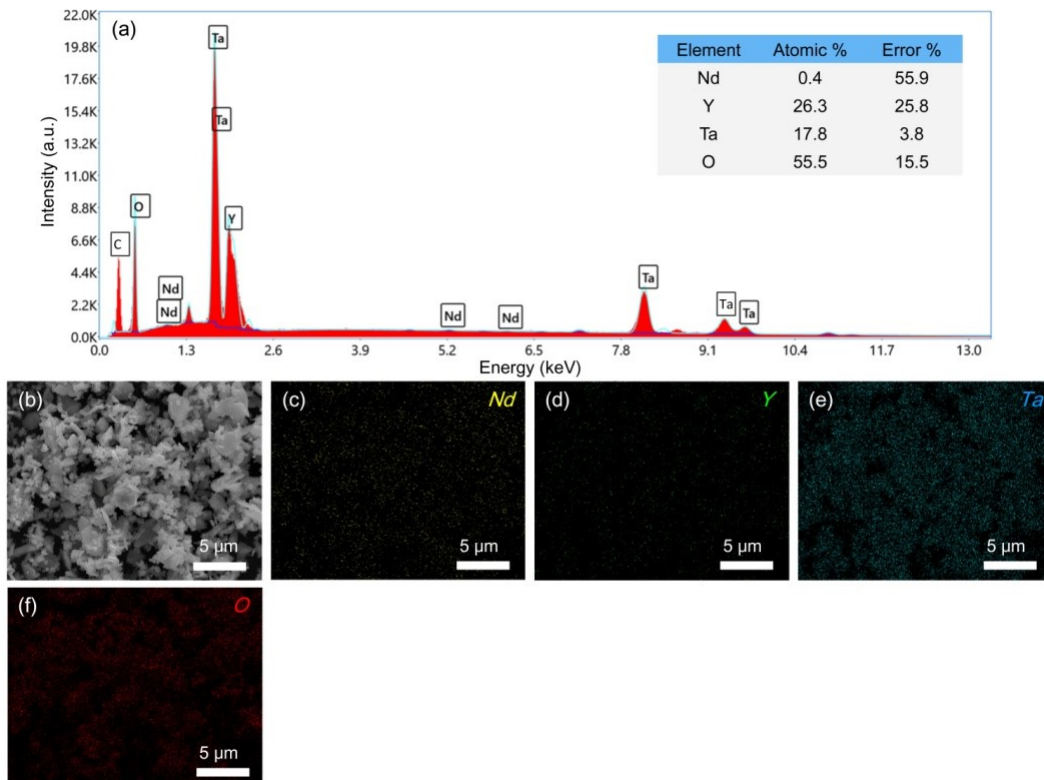 (a)
22.0K
19.8K
17.6K
15.4K
13.2K
11.0K
8.8K
6.6K
4.4K
2.2K
0.0K
Intensity (a.u.)
C
O
Nd
Nd
Ta
Ta
Y
Nd
Nd
Ta
Ta
Ta
0.0 1.3 2.6 3.9 5.2 6.5 7.8 9.1 10.4 11.7 13.0
Energy (keV)
Element Atomic % Error %
Nd 0.4 55.9
Y 26.3 25.8
Ta 17.8 3.8
O 55.5 15.5
(b)
5 µm
(c) Nd
5 µm
(d) Y
5 µm
(e) Ta
5 µm
(f) O
5 µm